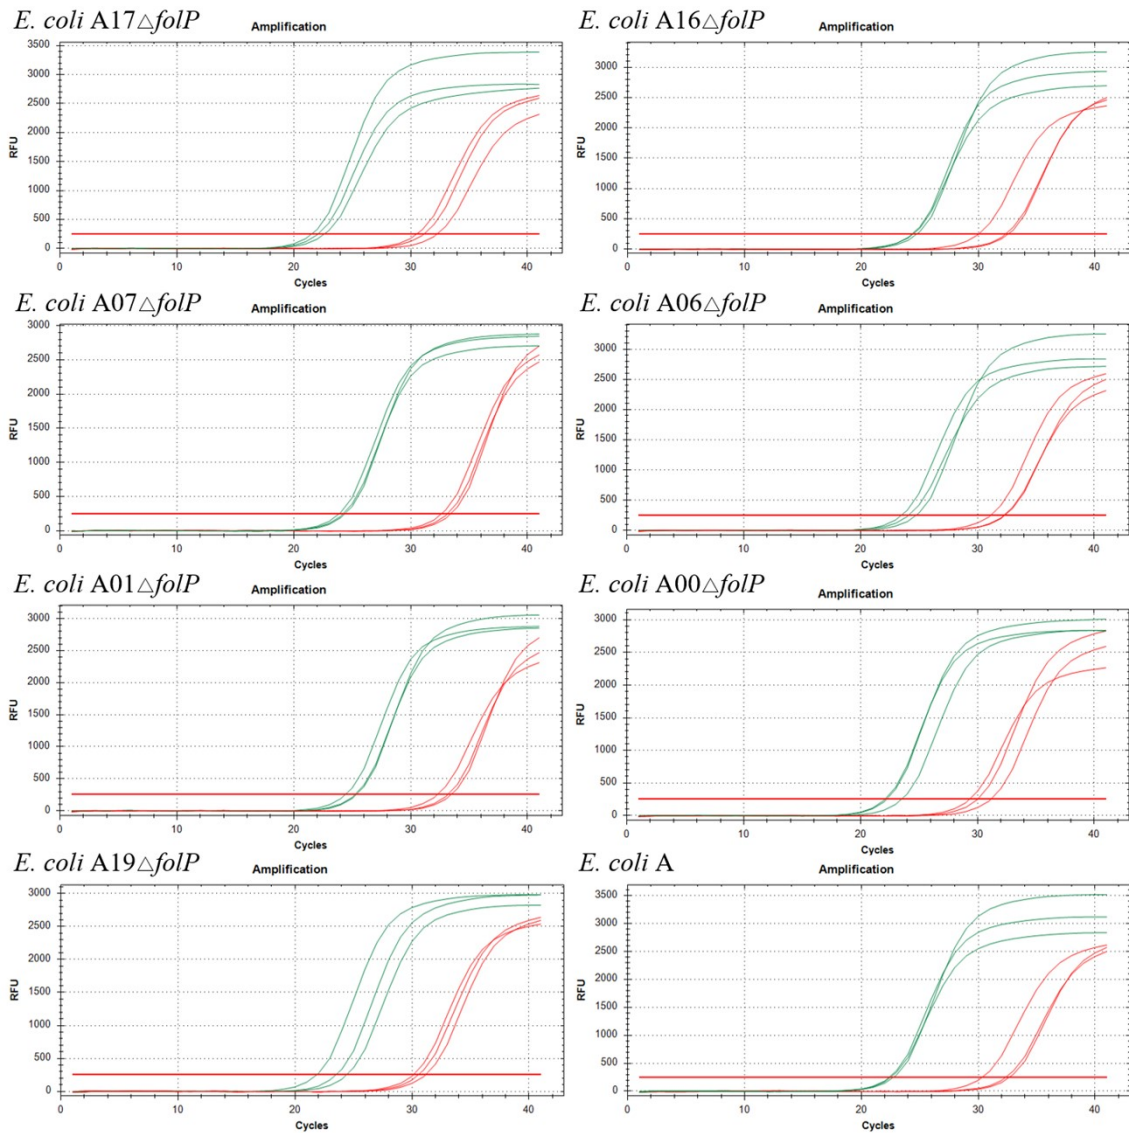 E. coli A17△folP
Amplification
3500
3000
2500
2000
1500
1000
500
0
RFU
0 10 20 30 40
Cycles
E. coli A16△folP
Amplification
3000
2500
2000
1500
1000
500
0
RFU
0 10 20 30 40
Cycles
E. coli A07△folP
Amplification
3000
2500
2000
1500
1000
500
0
RFU
0 10 20 30 40
Cycles
E. coli A06△folP
Amplification
3000
2500
2000
1500
1000
500
0
RFU
0 10 20 30 40
Cycles
E. coli A01△folP
Amplification
3000
2500
2000
1500
1000
500
0
RFU
0 10 20 30 40
Cycles
E. coli A00△folP
Amplification
3000
2500
2000
1500
1000
500
0
RFU
0 10 20 30 40
Cycles
E. coli A19△folP
Amplification
3000
2500
2000
1500
1000
500
0
RFU
0 10 20 30 40
Cycles
E. coli A
Amplification
3500
3000
2500
2000
1500
1000
500
0
RFU
0 10 20 30 40
Cycles